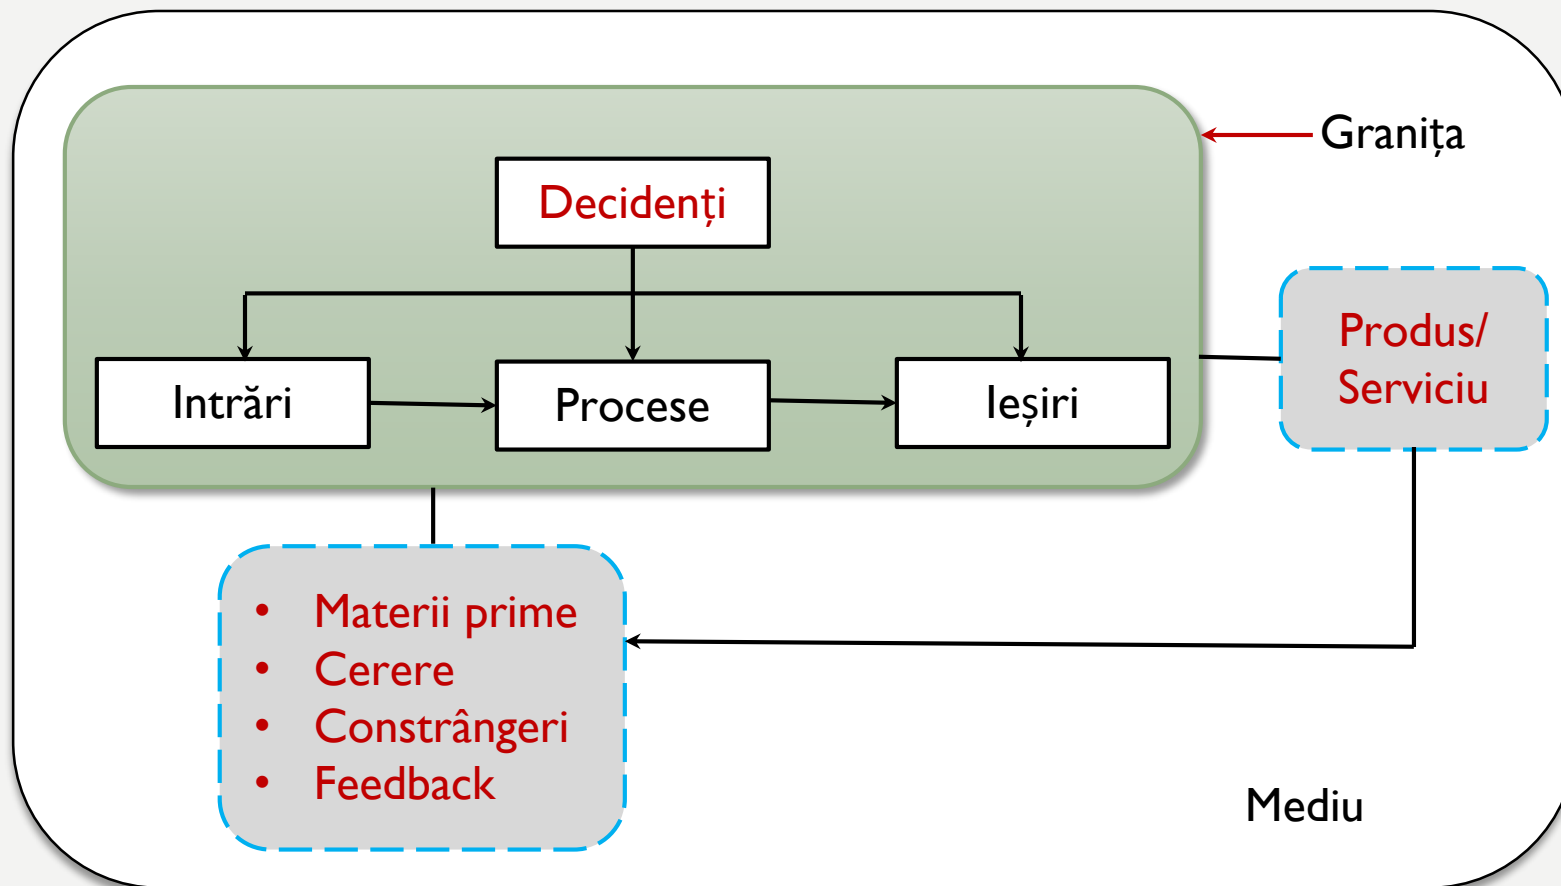 Granița
Decidenți
Produs/
Serviciu
Intrări
Procese
Ieșiri
• Materii prime
• Cerere
• Constrângeri
• Feedback
Mediu